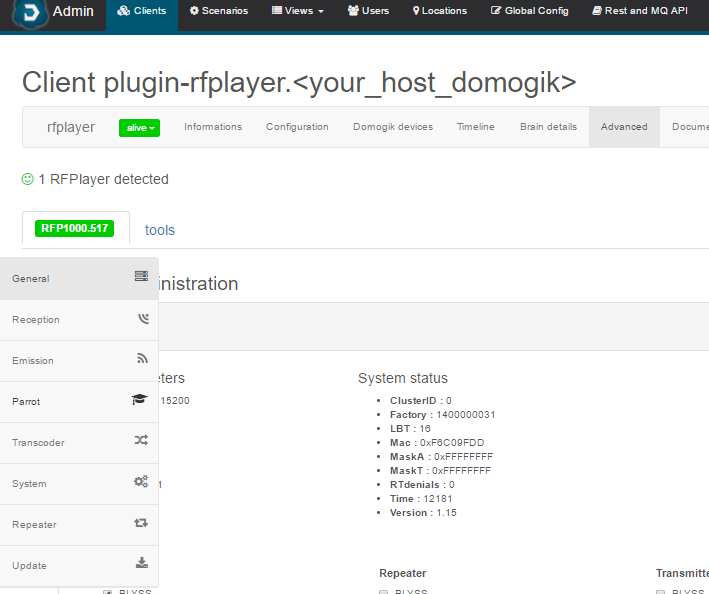 Admin Clients Scenarios Views Users Locations Global Config Rest and MQ API
Client plugin-rfplayer.<your_host_domogik>
rfplayer alive Informations Configuration Domogik devices Timeline Brain details Advanced Docume
1 RFPlayer detected
RFP1000.517 tools
General
inistration
Reception
Emission
Parrot
Transcoder
System
Repeater
Update
eters
15200
1
System status
ClusterID : 0
Factory : 1400000031
LBT : 16
Mac : 0xF6C09FDD
MaskA : 0xFFFFFFFF
MaskT : 0xFFFFFFFF
RTdenials : 0
Time : 12181
Version : 1.15
Repeater Transmitte
BLYSS BLYSS BLYSS